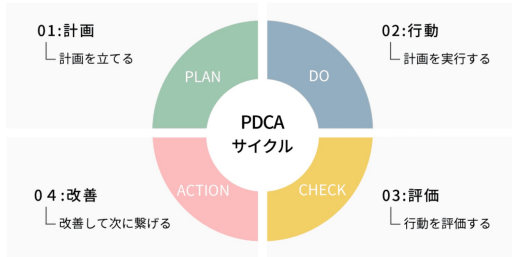 01:計画
計画を立てる
02:行動
計画を実行する
PLAN
DO
PDCA
サイクル
ACTION
CHECK
０４:改善
改善して次に繋げる
03:評価
行動を評価する